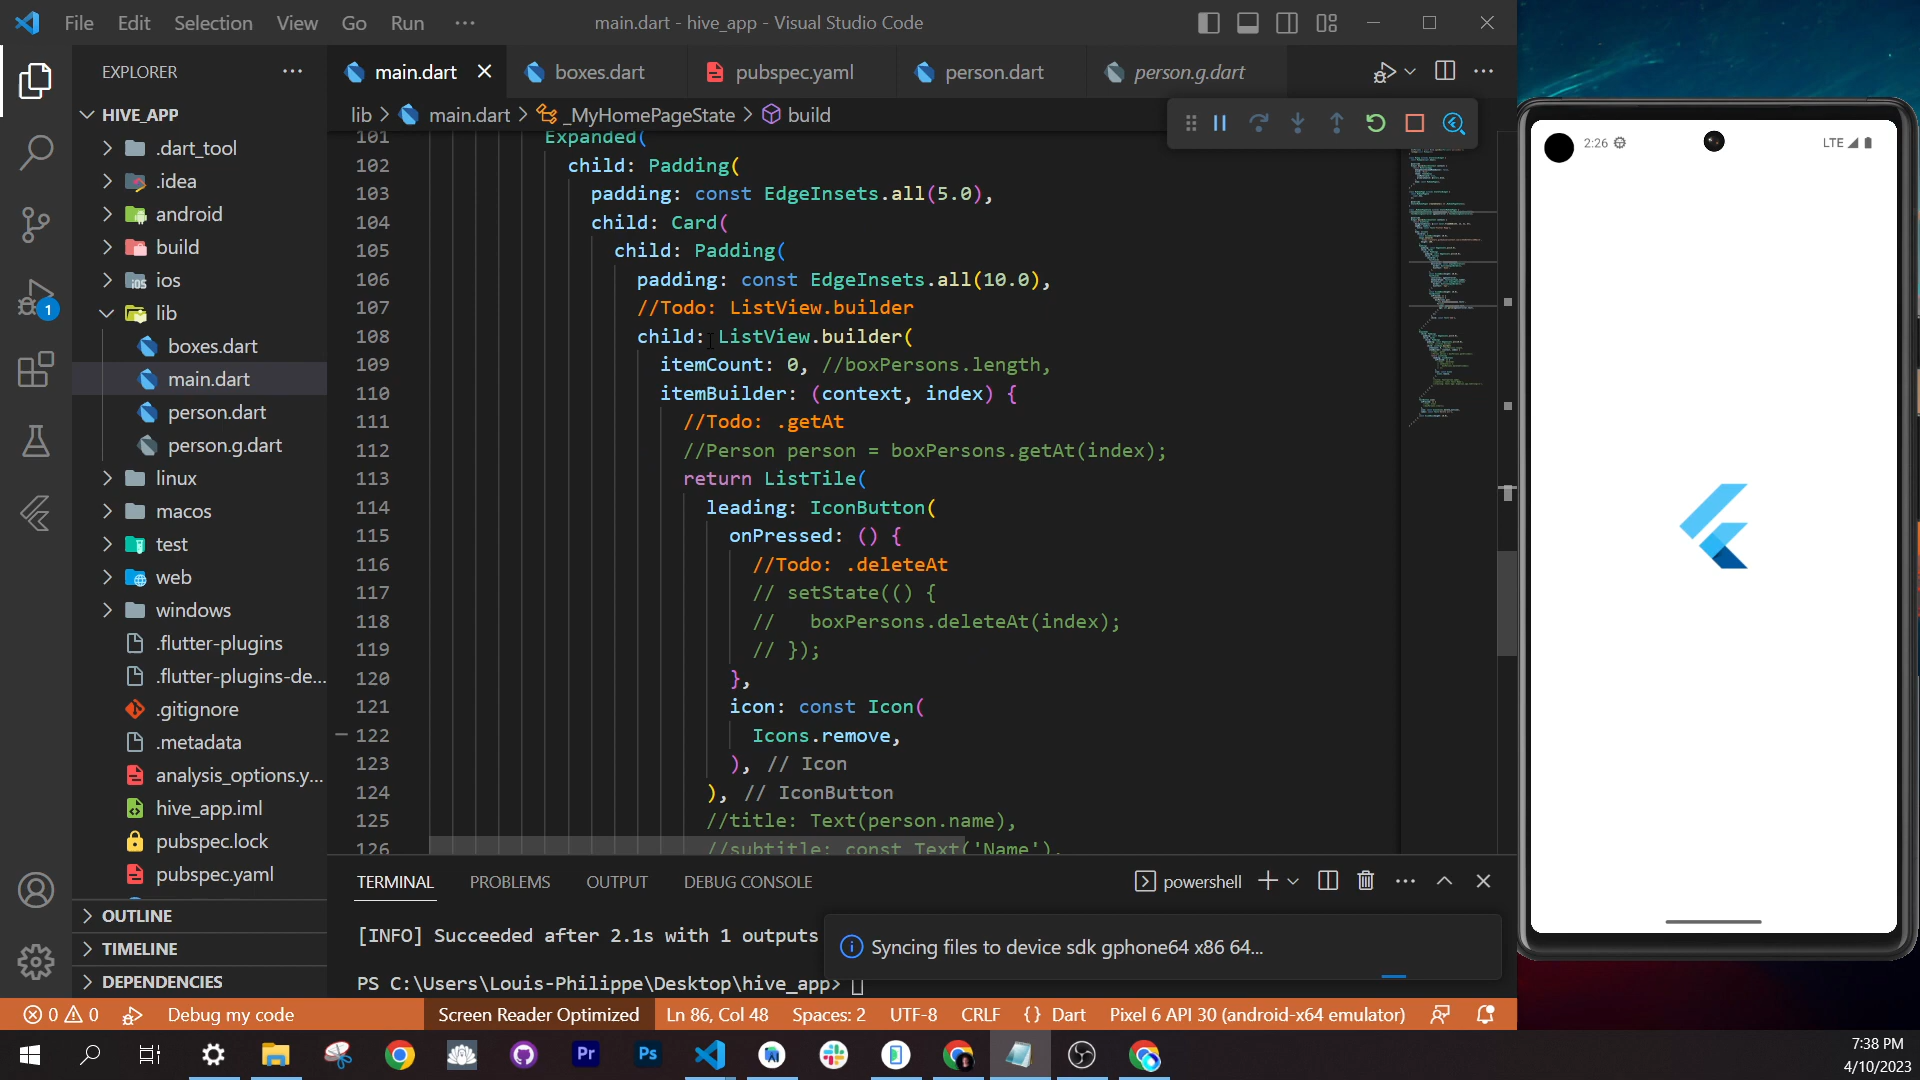 File Edit Selection View Go Run ··· main.dart - hive_app - Visual Studio Code
EXPLORER
main.dart
boxes.dart
pubspec.yaml
person.dart
person.g.dart
lib > main.dart > _MyHomePageState > build
HIVE_APP
.dart_tool
.idea
android
build
ios
lib
boxes.dart
main.dart
person.dart
person.g.dart
linux
macos
test
web
windows
.flutter-plugins
.flutter-plugins-de...
.gitignore
.metadata
analysis_options.y...
hive_app.iml
pubspec.lock
pubspec.yaml
OUTLINE
TIMELINE
DEPENDENCIES
1
101 Expanded(
102 child: Padding(
103 padding: const EdgeInsets.all(5.0),
104 child: Card(
105 child: Padding(
106 padding: const EdgeInsets.all(10.0),
107 //Todo: ListView.builder
108 child: ListView.builder(
109 itemCount: 0, //boxPersons.length,
110 itemBuilder: (context, index) {
111 //Todo: .getAt
112 //Person person = boxPersons.getAt(index);
113 return ListTile(
114 leading: IconButton(
115 onPressed: () {
116 //Todo: .deleteAt
117 // setState(() {
118 //   boxPersons.deleteAt(index);
119 // });
120 },
121 icon: const Icon(
122 Icons.remove,
123 ), // Icon
124 ), // IconButton
125 //title: Text(person.name),
126 //subtitle: const Text('Name'),
TERMINAL PROBLEMS OUTPUT DEBUG CONSOLE
powershell
[INFO] Succeeded after 2.1s with 1 outputs
Syncing files to device sdk gphone64 x86 64...
PS C:\Users\Louis-Philippe\Desktop\hive_app>
0 0 Debug my code Screen Reader Optimized Ln 86, Col 48 Spaces: 2 UTF-8 CRLF {} Dart Pixel 6 API 30 (android-x64 emulator)
2:26
LTE
Pr
Ps
7:38 PM
4/10/2023